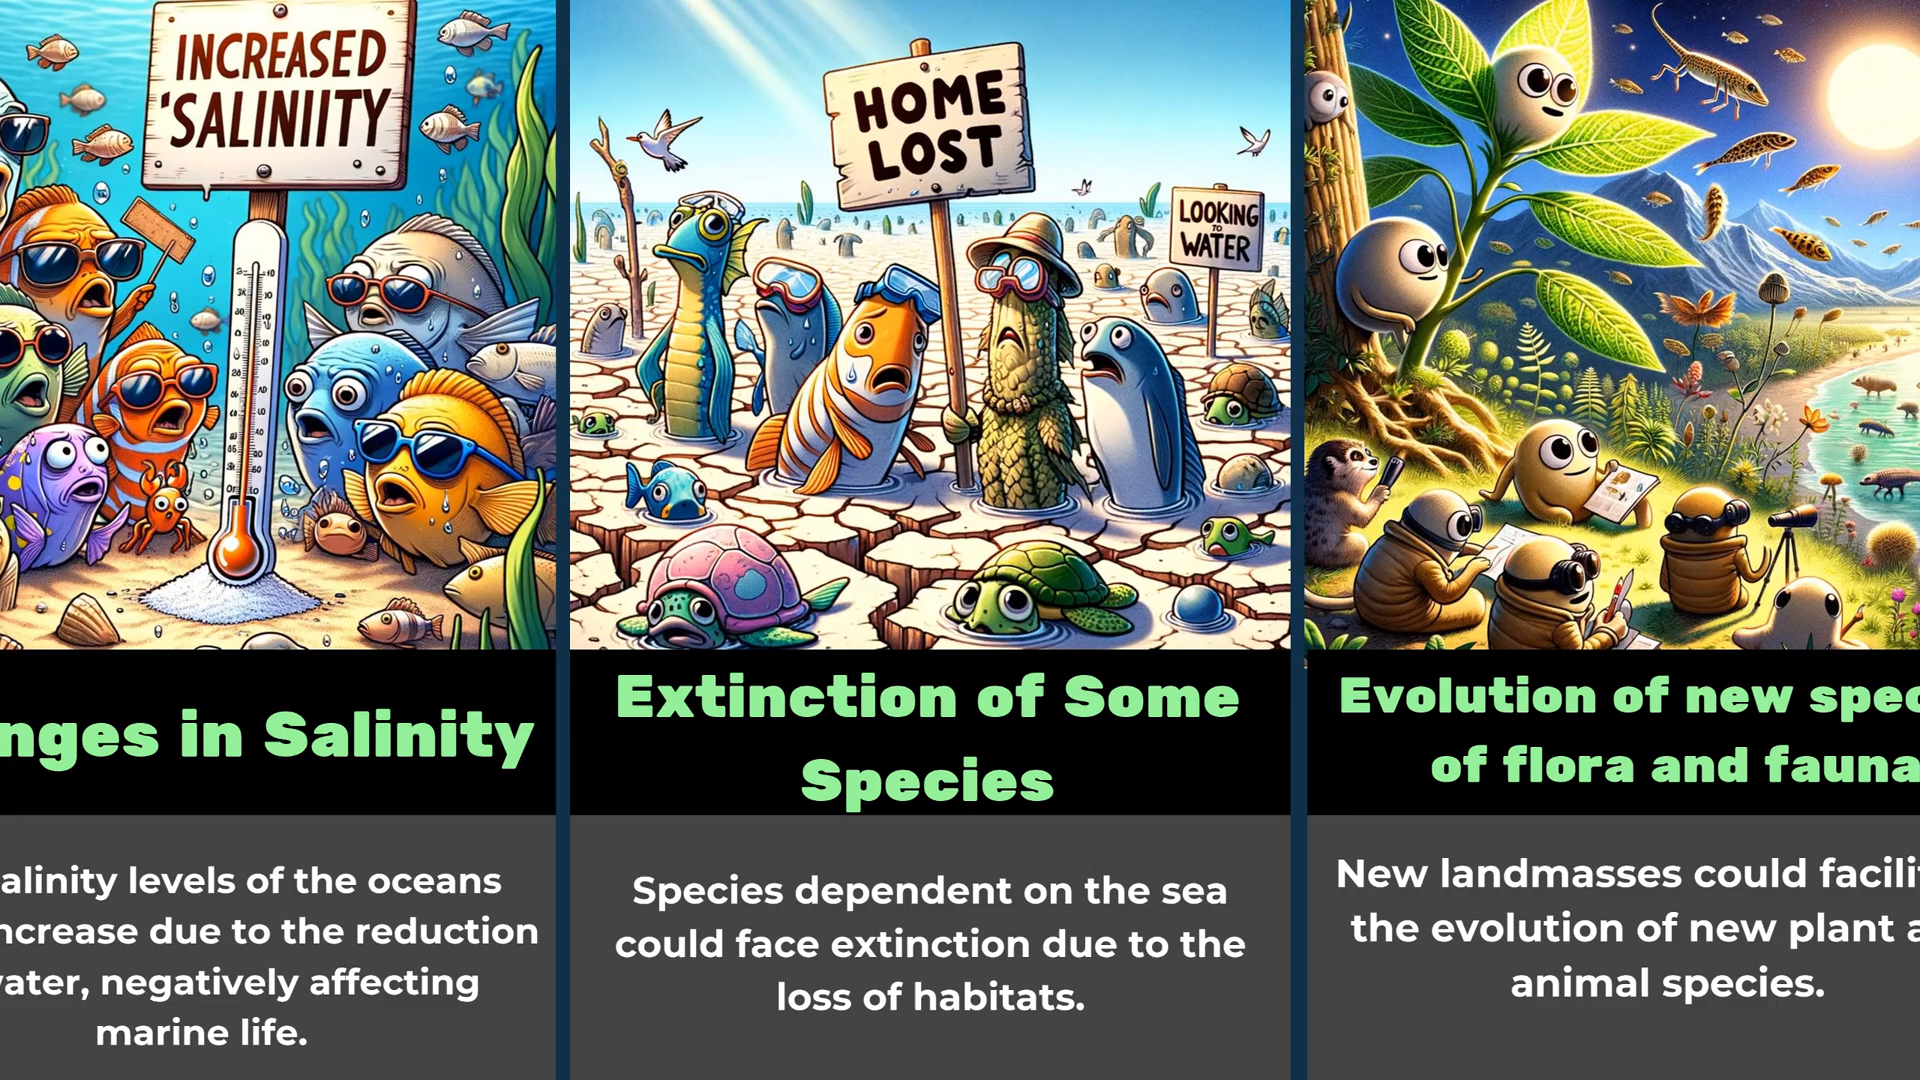 INCREASED
'SALINIITY
nges in Salinity
alinity levels of the oceans
ncrease due to the reduction
ater, negatively affecting
marine life.
HOME
LOST
LOOKING
TO
WATER
Extinction of Some
Species
Species dependent on the sea
could face extinction due to the
loss of habitats.
Evolution of new spec
of flora and fauna
New landmasses could facili
the evolution of new plant a
animal species.